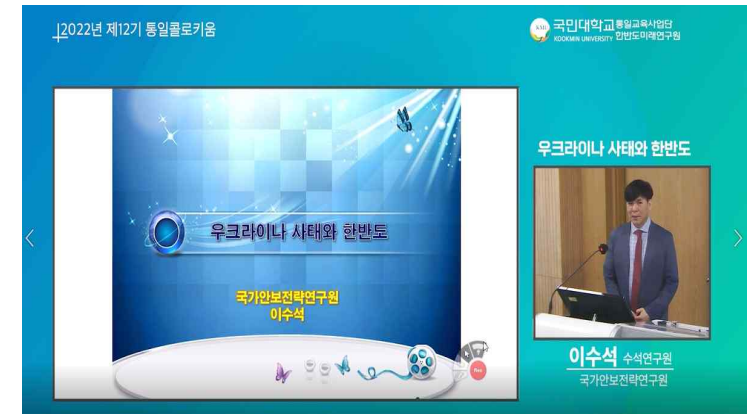 2022년 제12기 통일콜로키움
국민대학교 통일교육사업단
KOOKMIN UNIVERSITY 한반도미래연구원
우크라이나 사태와 한반도
우크라이나 사태와 한반도
국가안보전략연구원
이수석
이수석 수석연구원
국가안보전략연구원